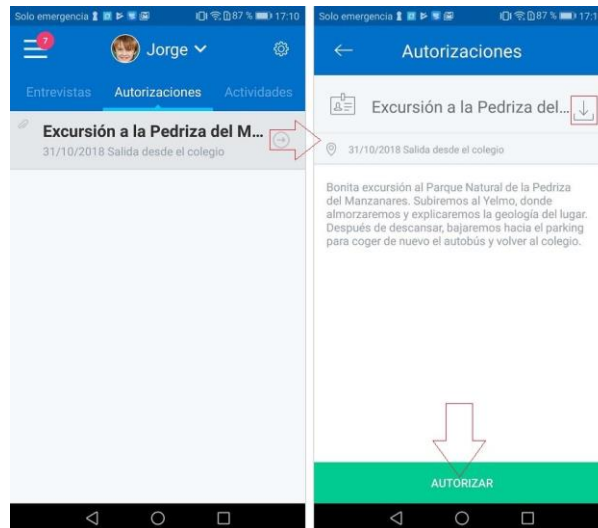 Solo emergencia 87 % 17:10
7
Jorge
Entrevistas Autorizaciones Actividades
Excursión a la Pedriza del M...
31/10/2018 Salida desde el colegio
Solo emergencia 87 % 17:1
Autorizaciones
Excursión a la Pedriza del...
31/10/2018 Salida desde el colegio
Bonita excursión al Parque Natural de la Pedriza
del Manzanares. Subiremos al Yelmo, donde
almorzaremos y explicaremos la geología del lugar.
Después de descansar, bajaremos hacia el parking
para coger de nuevo el autobús y volver al colegio.
AUTORIZAR